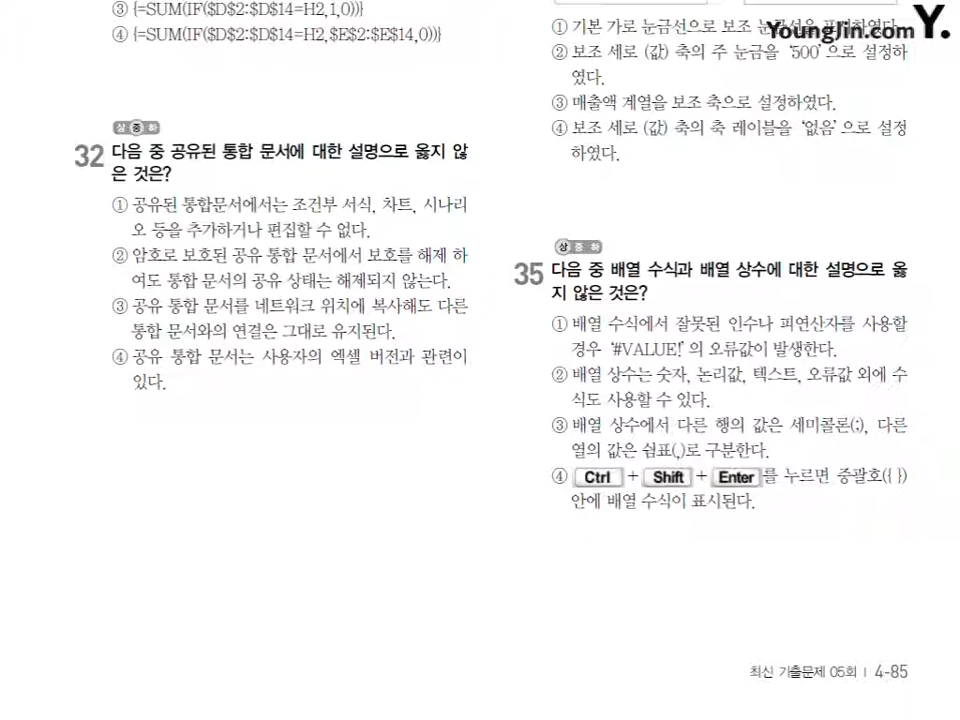 ③ {=SUM(IF($D$2:$D$14=H2,1,0))}
④ {=SUM(IF($D$2:$D$14=H2,$E$2:$E$14,0))}
상 중 하
32 다음 중 공유된 통합 문서에 대한 설명으로 옳지 않
은 것은?
① 공유된 통합문서에서는 조건부 서식, 차트, 시나리
오 등을 추가하거나 편집할 수 없다.
② 암호로 보호된 공유 통합 문서에서 보호를 해제 하
여도 통합 문서의 공유 상태는 해제되지 않는다.
③ 공유 통합 문서를 네트워크 위치에 복사해도 다른
통합 문서와의 연결은 그대로 유지된다.
④ 공유 통합 문서는 사용자의 엑셀 버전과 관련이
있다.
① 기본 가로 눈금선으로 보조 눈금선을 표시하였다.
YoungJin.com Y.
② 보조 세로 (값) 축의 주 눈금을 '500'으로 설정하
였다.
③ 매출액 계열을 보조 축으로 설정하였다.
④ 보조 세로 (값) 축의 축 레이블을 '없음'으로 설정
하였다.
상 중 하
35 다음 중 배열 수식과 배열 상수에 대한 설명으로 옳
지 않은 것은?
① 배열 수식에서 잘못된 인수나 피연산자를 사용할
경우 '#VALUE!'의 오류값이 발생한다.
② 배열 상수는 숫자, 논리값, 텍스트, 오류값 외에 수
식도 사용할 수 있다.
③ 배열 상수에서 다른 행의 값은 세미콜론(;), 다른
열의 값은 쉼표(,)로 구분한다.
④ Ctrl + Shift + Enter 를 누르면 중괄호({ })
안에 배열 수식이 표시된다.
최신 기출문제 05회 | 4-85